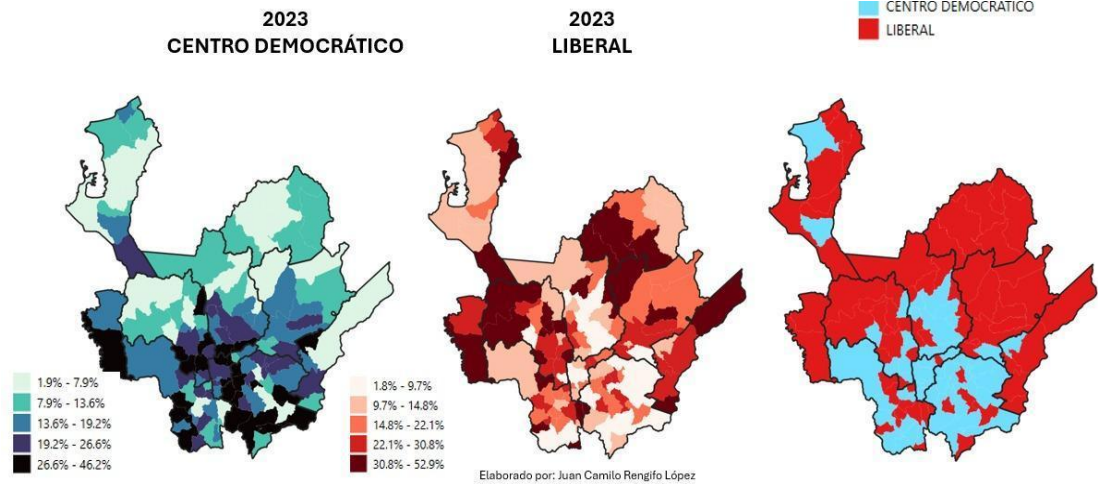 2023
CENTRO DEMOCRÁTICO
2023
LIBERAL
CENTRO DEMOCRÁTICO
LIBERAL
1.9% - 7.9%
7.9% - 13.6%
13.6% - 19.2%
19.2% - 26.6%
26.6% - 46.2%
1.8% - 9.7%
9.7% - 14.8%
14.8% - 22.1%
22.1% - 30.8%
30.8% - 52.9%
Elaborado por: Juan Camilo Rengifo López